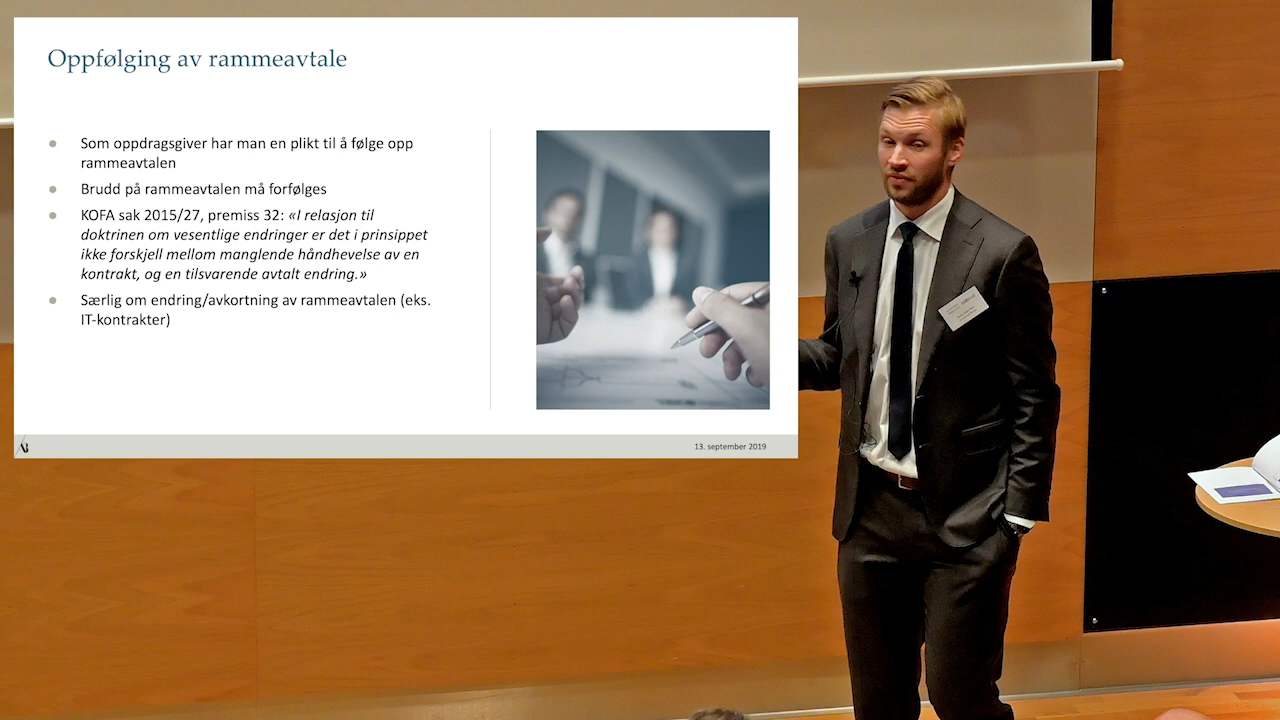 Oppfølging av rammeavtale
● Som oppdragsgiaer har man en plikt til å følge opp
rammeavtalen
● Brudd på rammeavtalen må forfølges
● KOFA sak 2015/27, premiss 32: «I relasjon til
doktrinen om vesentlige endringer er det i prinsippet
ikke forskjell mellom manglende håndhevelse av en
kontrakt, og en tilsvarende avtalt endring.»
● Særlig om endring/avkortning av rammeavtalen (eks.
IT-kontrakter)
13. september 2019